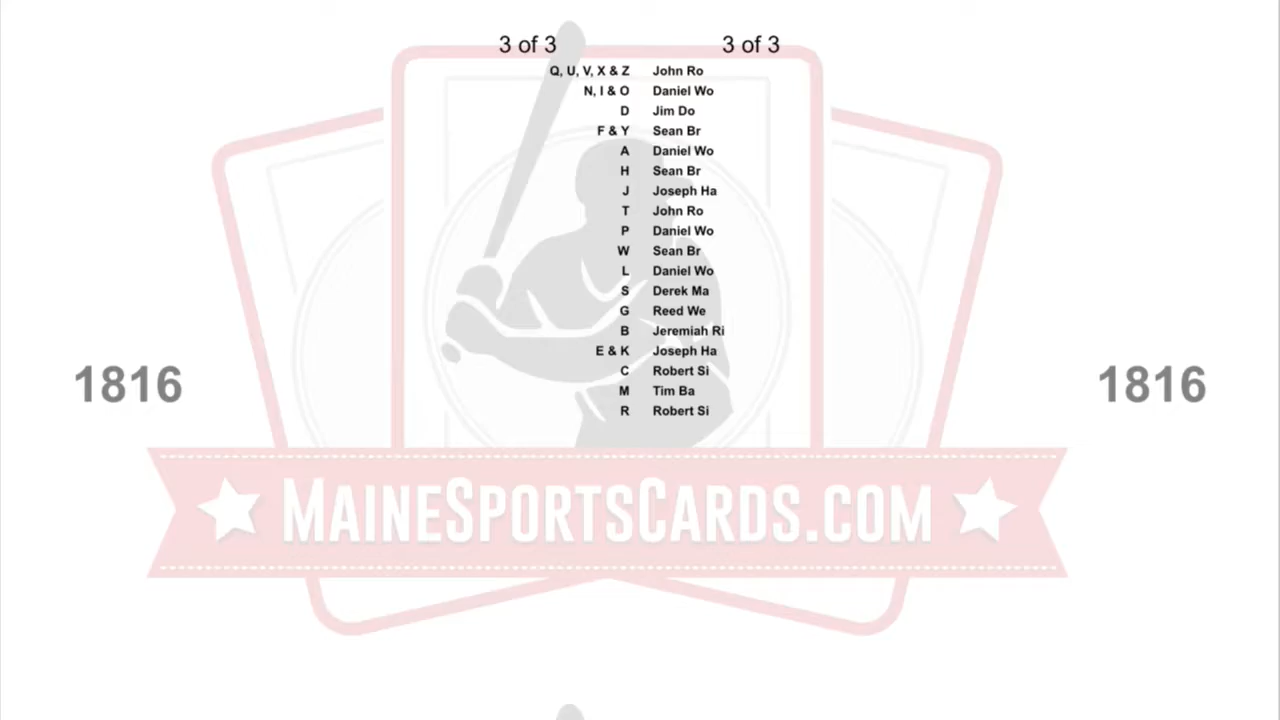 3 of 3 3 of 3
Q, U, V, X & Z John Ro
N, I & O Daniel Wo
D Jim Do
F & Y Sean Br
A Daniel Wo
H Sean Br
J Joseph Ha
T John Ro
P Daniel Wo
W Sean Br
L Daniel Wo
S Derek Ma
G Reed We
B Jeremiah Ri
E & K Joseph Ha
C Robert Si
M Tim Ba
R Robert Si
1816 1816
MAINESPORTSCARDS.COM